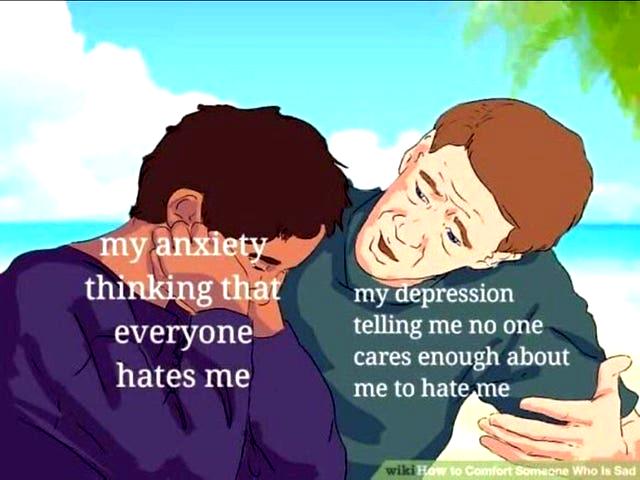 my anxiety
thinking that
everyone
hates me
my depression
telling me no one
cares enough about
me to hate me
wiki How to Comfort Someone Who Is Sad